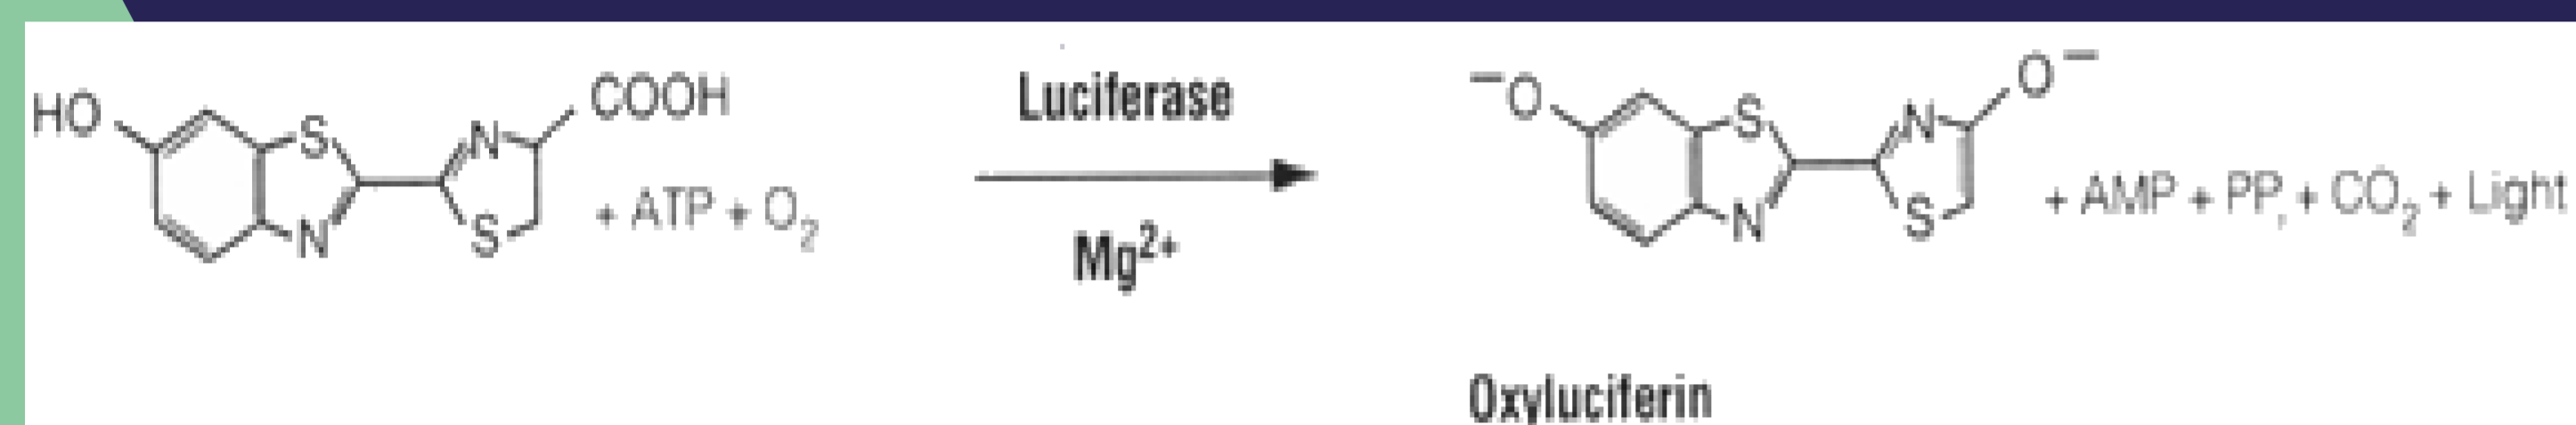 HO S N N S COOH + ATP + O₂
Luciferase
Mg²⁺
⁻O S N N S O⁻ + AMP + PPᵢ + CO₂ + Light
Oxyluciferin